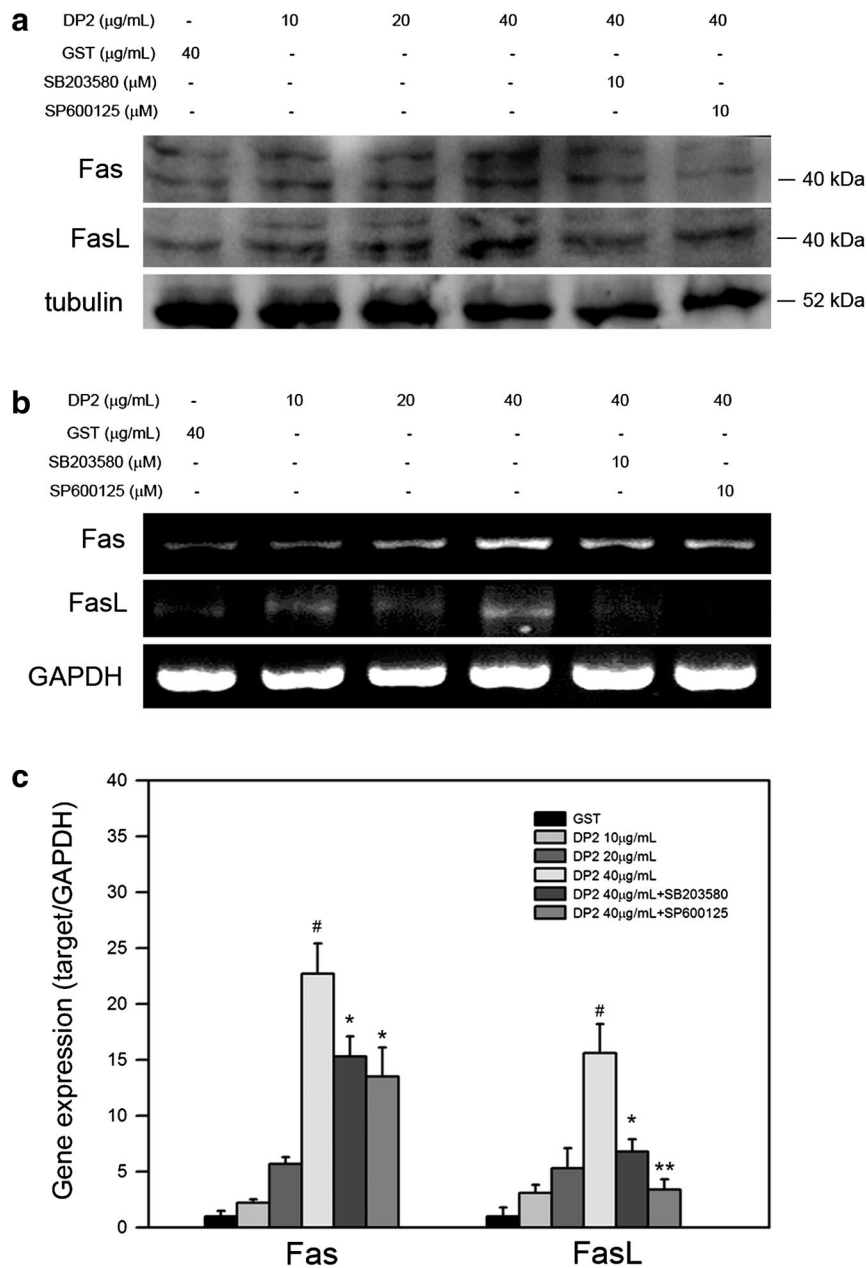 a
DP2 (µg/mL) - 10 20 40 40 40
GST (µg/mL) 40 - - - - -
SB203580 (µM) - - - - 10 -
SP600125 (µM) - - - - - 10
Fas
— 40 kDa
FasL
— 40 kDa
tubulin
— 52 kDa
b
DP2 (µg/mL) - 10 20 40 40 40
GST (µg/mL) 40 - - - - -
SB203580 (µM) - - - - 10 -
SP600125 (µM) - - - - - 10
Fas
FasL
GAPDH
c
Gene expression (target/GAPDH)
40
35
30
25
20
15
10
5
0
GST
DP2 10µg/mL
DP2 20µg/mL
DP2 40µg/mL
DP2 40µg/mL+SB203580
DP2 40µg/mL+SP600125
#
*
*
#
*
**
Fas FasL